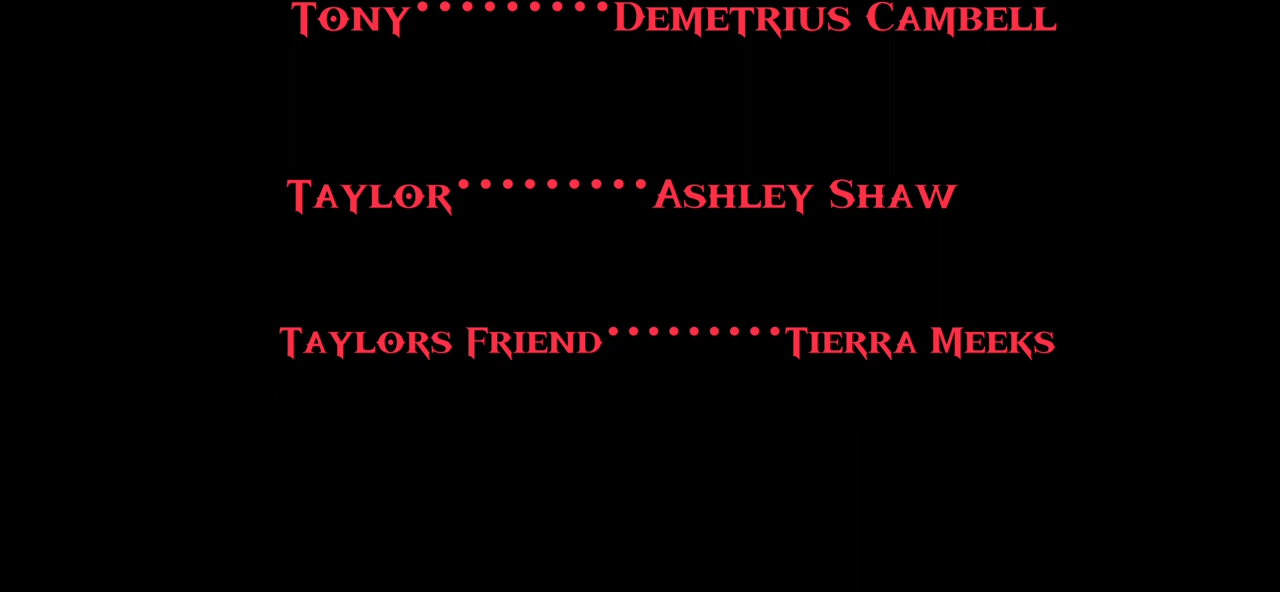 Tony·········Demetrius Cambell
Taylor·········Ashley Shaw
Taylors Friend·········Tierra Meeks